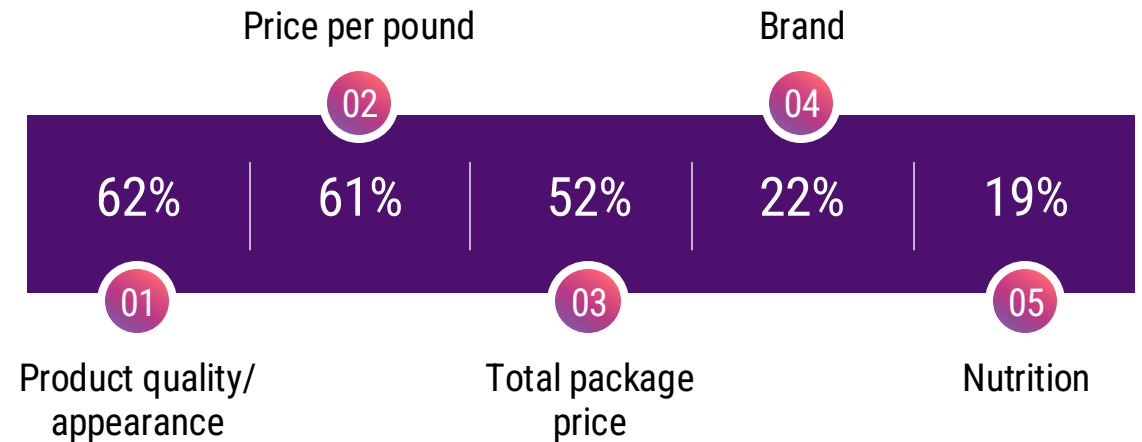 Price per pound
Brand
02
04
62%
61%
52%
22%
19%
01
03
05
Product quality/
appearance
Total package
price
Nutrition